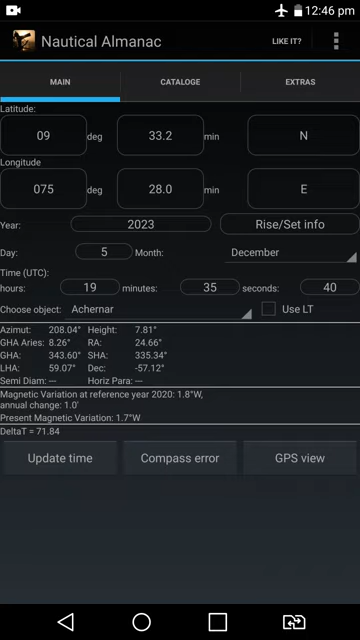 12:46 pm
Nautical Almanac LIKE IT?
MAIN CATALOGE EXTRAS
Latitude:
09 deg 33.2 min N
Longitude
075 deg 28.0 min E
Year: 2023 Rise/Set info
Day: 5 Month: December
Time (UTC):
hours: 19 minutes: 35 seconds: 40
Choose object: Achernar Use LT
Azimut: 208.04° Height: 7.81°
GHA Aries: 8.26° RA: 24.66°
GHA: 343.60° SHA: 335.34°
LHA: 59.07° Dec: -57.12°
Semi Diam: --- Horiz Para: ---
Magnetic Variation at reference year 2020: 1.8°W,
annual change: 1.0'
Present Magnetic Variation: 1.7°W
DeltaT = 71.84
Update time Compass error GPS view